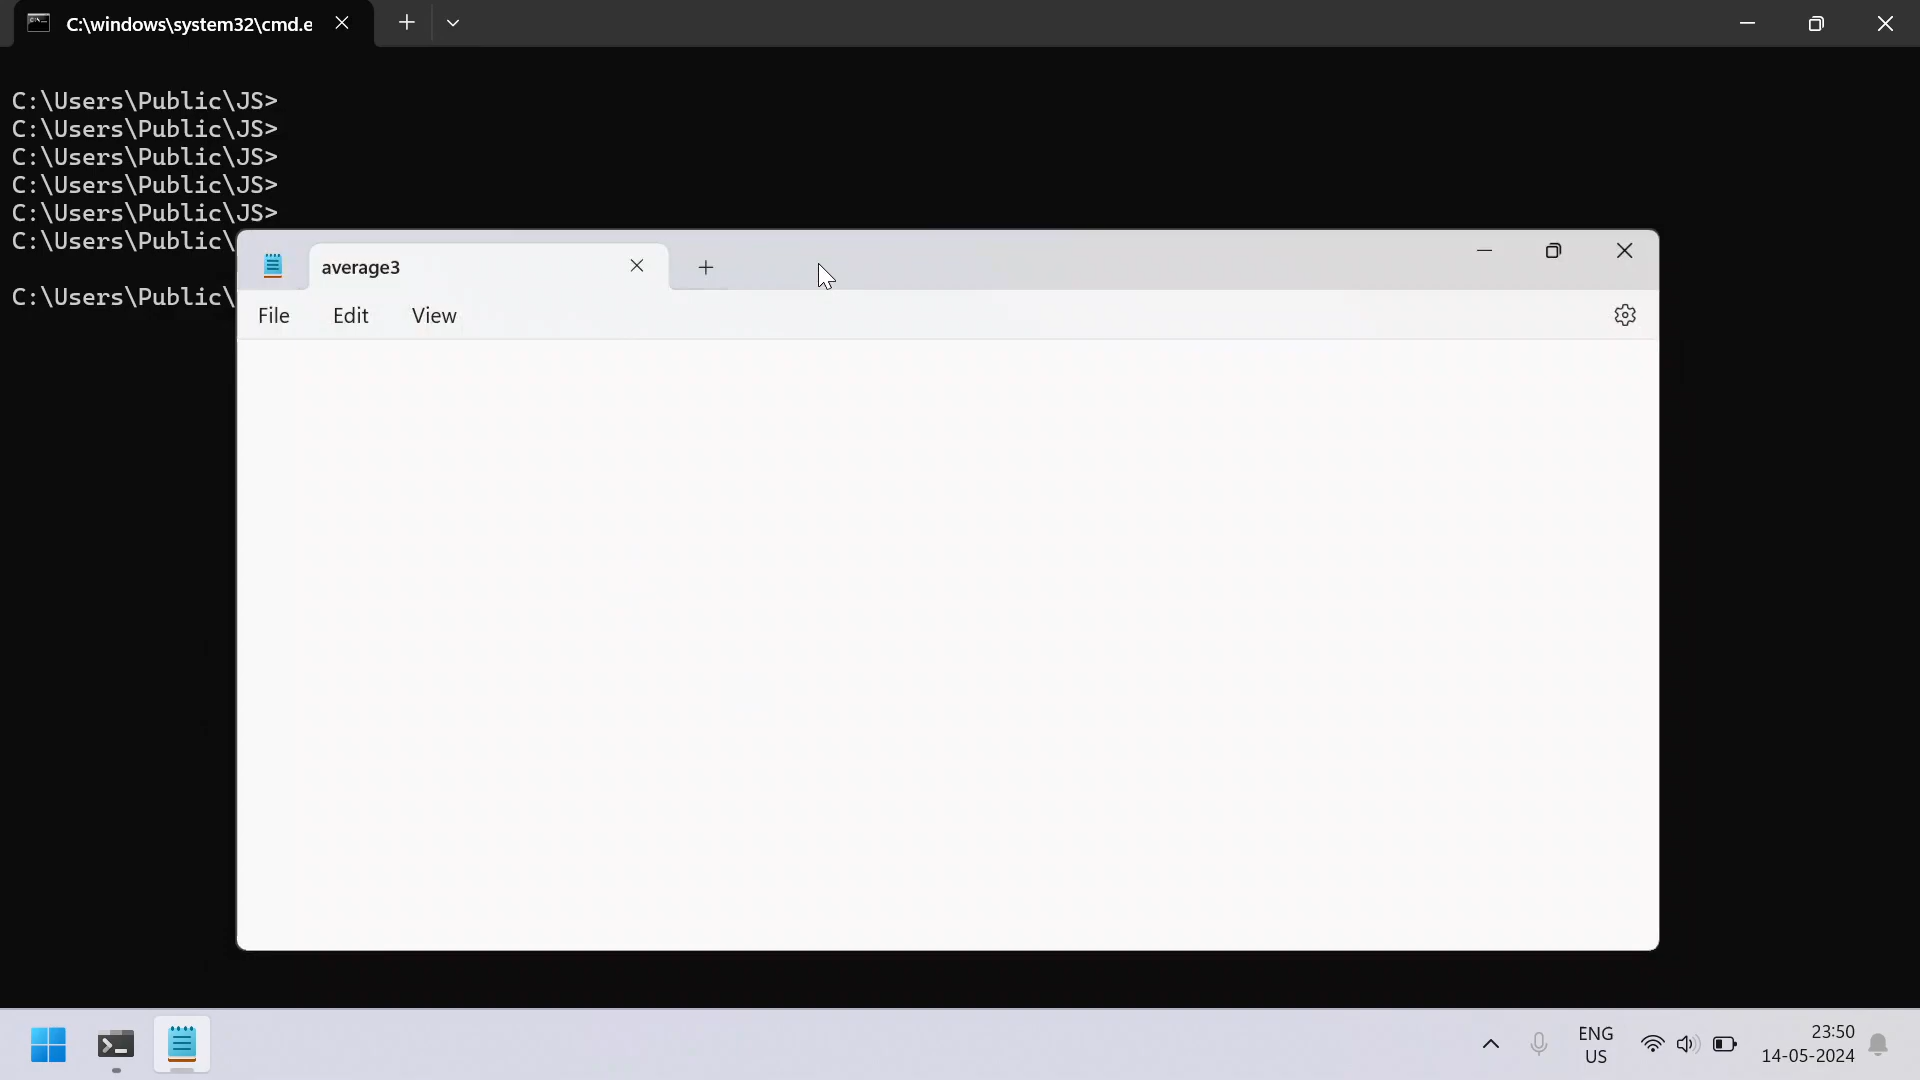 C:\windows\system32\cmd.e
C:\Users\Public\JS>
C:\Users\Public\JS>
C:\Users\Public\JS>
C:\Users\Public\JS>
C:\Users\Public\JS>
C:\Users\Public\
C:\Users\Public\
average3
File Edit View
ENG
US
23:50
14-05-2024